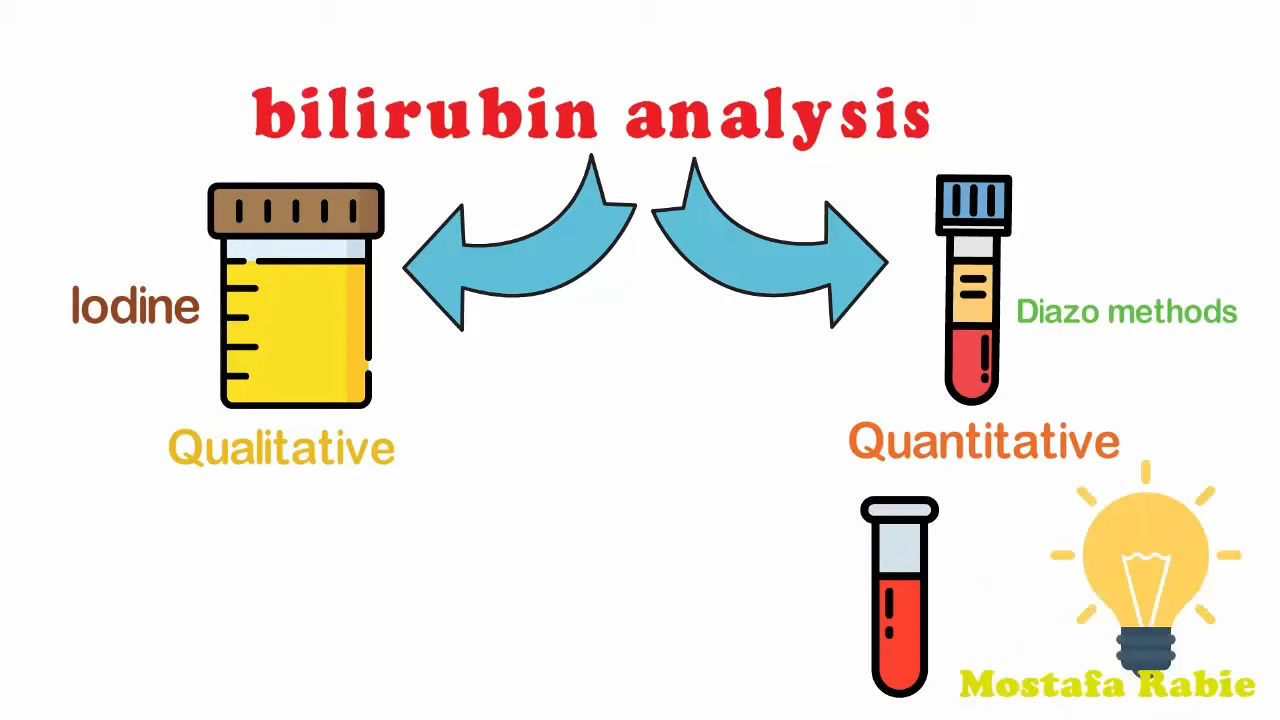 bilirubin analysis
Iodine
Diazo methods
Qualitative
Quantitative
Mostafa Rabie